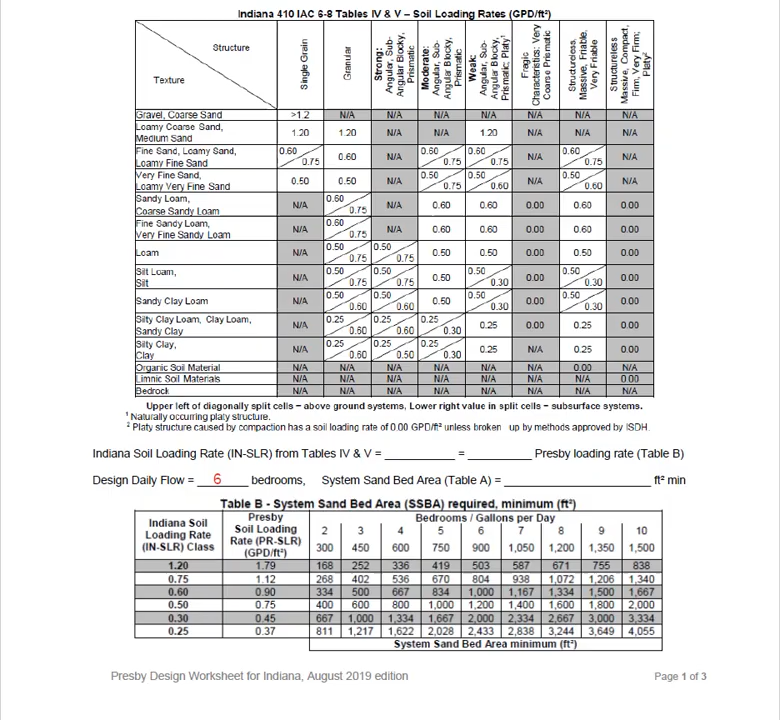 Indiana 410 IAC 6-8 Tables IV & V – Soil Loading Rates (GPD/ft²)
Structure
Texture
Single Grain
Granular
Strong: Angular, Sub-Angular Blocky, Prismatic
Moderate: Angular, Sub-Angular Blocky, Prismatic
Weak: Angular, Sub-Angular Blocky, Prismatic; Platy¹
Fragic Characteristics: Very Coarse Prismatic
Structureless, Massive, Friable, Very Friable
Structureless, Massive, Compact, Firm, Very Firm; Platy²
Gravel, Coarse Sand >1.2 N/A N/A N/A N/A N/A N/A N/A
Loamy Coarse Sand, Medium Sand 1.20 1.20 N/A N/A 1.20 N/A N/A N/A
Fine Sand, Loamy Sand, Loamy Fine Sand 0.60 0.75 0.60 N/A 0.60 0.75 0.60 0.75 N/A 0.60 0.75 N/A
Very Fine Sand, Loamy Very Fine Sand 0.50 0.50 N/A 0.50 0.75 0.50 0.60 N/A 0.50 0.60 N/A
Sandy Loam, Coarse Sandy Loam N/A 0.60 0.75 N/A 0.60 0.60 0.00 0.60 0.00
Fine Sandy Loam, Very Fine Sandy Loam N/A 0.60 0.75 N/A 0.60 0.60 0.00 0.60 0.00
Loam N/A 0.50 0.75 0.50 0.75 0.50 0.50 0.00 0.50 0.00
Silt Loam, Silt N/A 0.50 0.75 0.50 0.75 0.50 0.50 0.30 0.00 0.50 0.30 0.00
Sandy Clay Loam N/A 0.50 0.60 0.50 0.60 0.50 0.50 0.30 0.00 0.50 0.30 0.00
Silty Clay Loam, Clay Loam, Sandy Clay N/A 0.25 0.60 0.25 0.60 0.25 0.30 0.25 0.00 0.25 0.00
Silty Clay, Clay N/A 0.25 0.60 0.25 0.50 0.25 0.30 0.25 N/A 0.25 0.00
Organic Soil Material N/A N/A N/A N/A N/A N/A 0.00 N/A
Limnic Soil Materials N/A N/A N/A N/A N/A N/A N/A 0.00
Bedrock N/A N/A N/A N/A N/A N/A N/A N/A
Upper left of diagonally split cells – above ground systems, Lower right value in split cells – subsurface systems.
¹ Naturally occurring platy structure.
² Platy structure caused by compaction has a soil loading rate of 0.00 GPD/ft² unless broken up by methods approved by ISDH.
Indiana Soil Loading Rate (IN-SLR) from Tables IV & V = __________ = __________ Presby loading rate (Table B)
Design Daily Flow = ___6___ bedrooms, System Sand Bed Area (Table A) = ____________________ ft² min
Table B - System Sand Bed Area (SSBA) required, minimum (ft²)
Indiana Soil Loading Rate (IN-SLR) Class
Presby Soil Loading Rate (PR-SLR) (GPD/ft²)
Bedrooms / Gallons per Day
2 3 4 5 6 7 8 9 10
300 450 600 750 900 1,050 1,200 1,350 1,500
1.20 1.79 168 252 336 419 503 587 671 755 838
0.75 1.12 268 402 536 670 804 938 1,072 1,206 1,340
0.60 0.90 334 500 667 834 1,000 1,167 1,334 1,500 1,667
0.50 0.75 400 600 800 1,000 1,200 1,400 1,600 1,800 2,000
0.30 0.45 667 1,000 1,334 1,667 2,000 2,334 2,667 3,000 3,334
0.25 0.37 811 1,217 1,622 2,028 2,433 2,838 3,244 3,649 4,055
System Sand Bed Area minimum (ft²)
Presby Design Worksheet for Indiana, August 2019 edition
Page 1 of 3